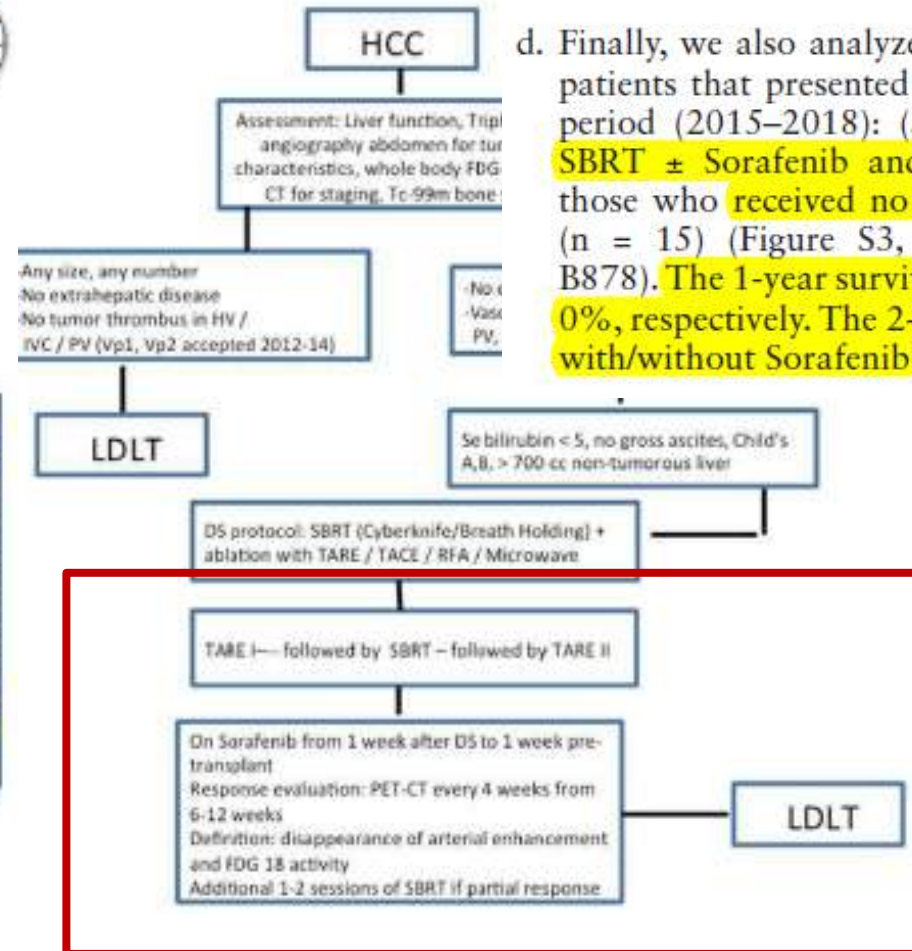 HCC
Assessment: Liver function, Tripl
angiography abdomen for tur
characteristics, whole body FDG-
CT for staging, Tc-99m bone
-Any size, any number
-No extrahepatic disease
-No tumor thrombus in HV /
IVC / PV (Vp1, Vp2 accepted 2012-14)
-No
-Vasc
PV,
d. Finally, we also analyze
patients that presented
period (2015–2018): (
SBRT ± Sorafenib and
those who received no
(n = 15) (Figure S3,
B878). The 1-year surviv
0%, respectively. The 2-
with/without Sorafenib
LDLT
Se bilirubin < 5, no gross ascites, Child's
A,B, > 700 cc non-tumorous liver
DS protocol: SBRT (Cyberknife/Breath Holding) +
ablation with TARE / TACE / RFA / Microwave
TARE I--- followed by SBRT – followed by TARE II
On Sorafenib from 1 week after DS to 1 week pre-
transplant
Response evaluation: PET-CT every 4 weeks from
6-12 weeks
Definition: disappearance of arterial enhancement
and FDG 18 activity
Additional 1-2 sessions of SBRT if partial response
LDLT